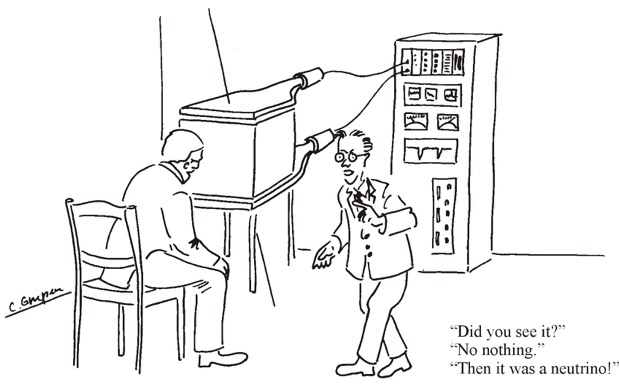 C. Grupen
“Did you see it?”
“No nothing.”
“Then it was a neutrino!”